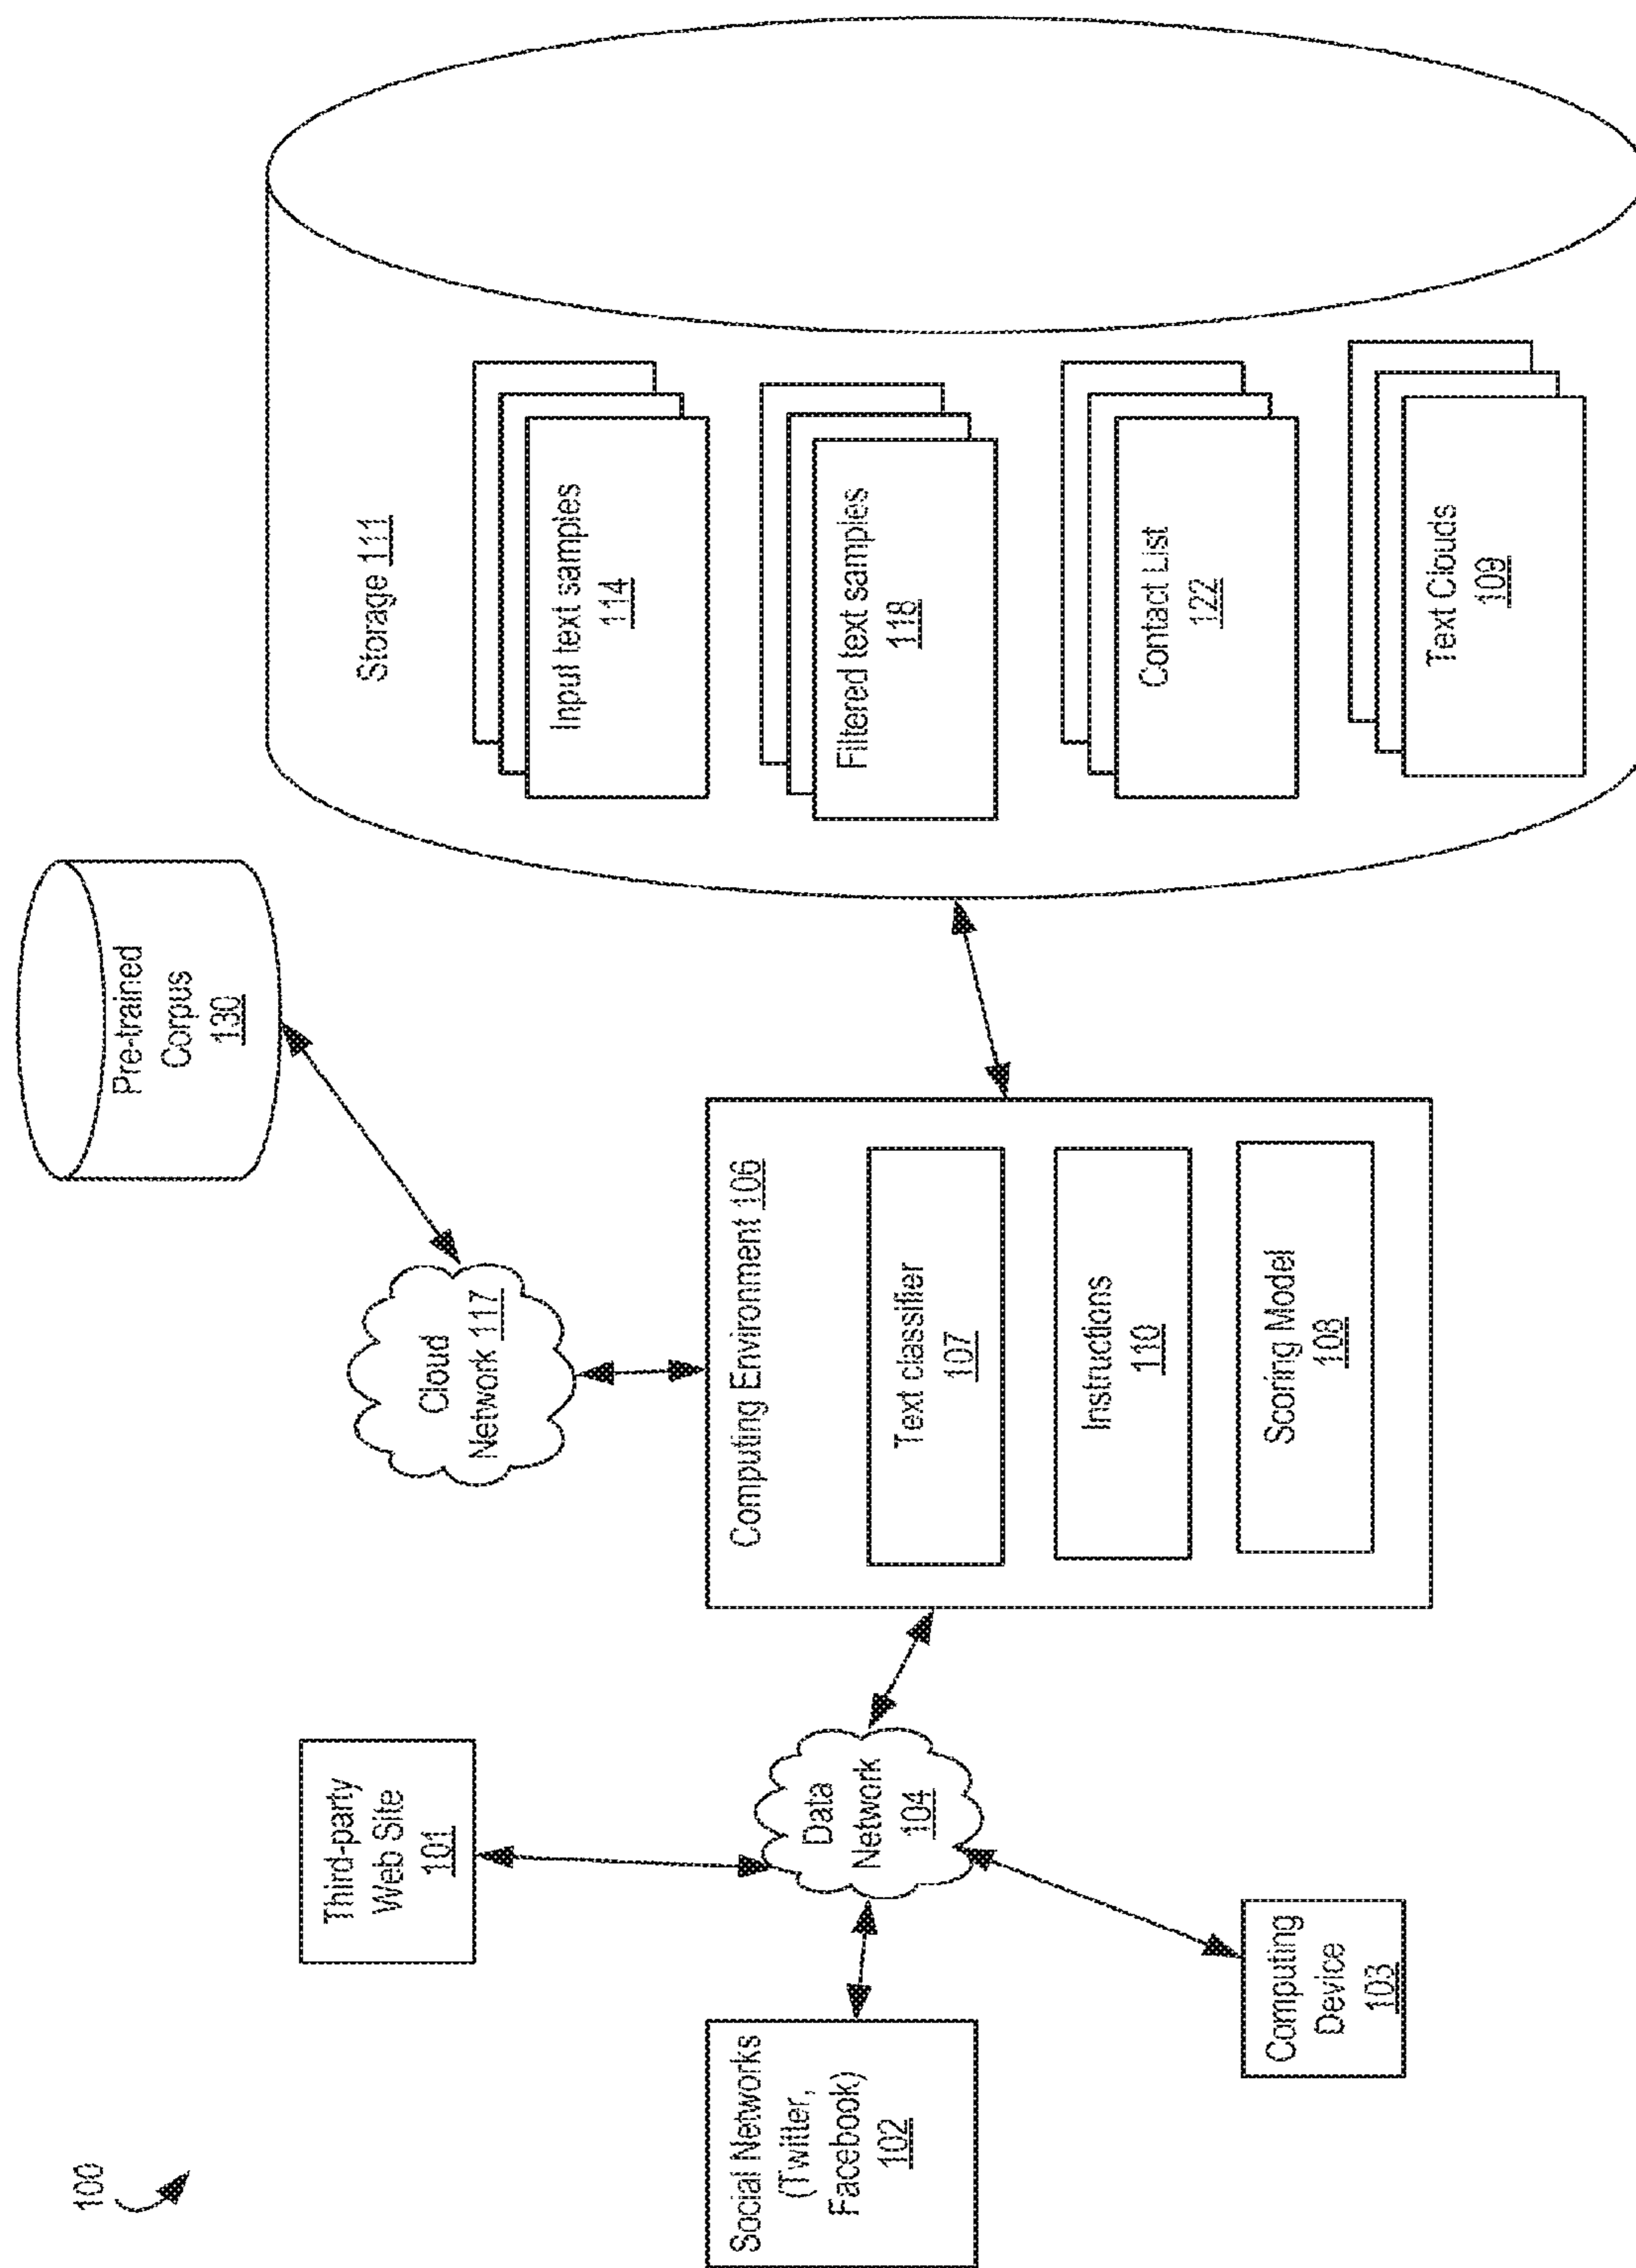 100
Third-party
Web Site
101
Social Networks
(Twitter,
Facebook)
102
Computing
Device
103
Data
Network
104
Cloud
Network 117
Pre-trained
Corpus
130
Computing Environment 106
Text classifier
107
Instructions
110
Scoring Model
108
Storage 111
Input text samples
114
Filtered text samples
118
Contact List
122
Text Clouds
109